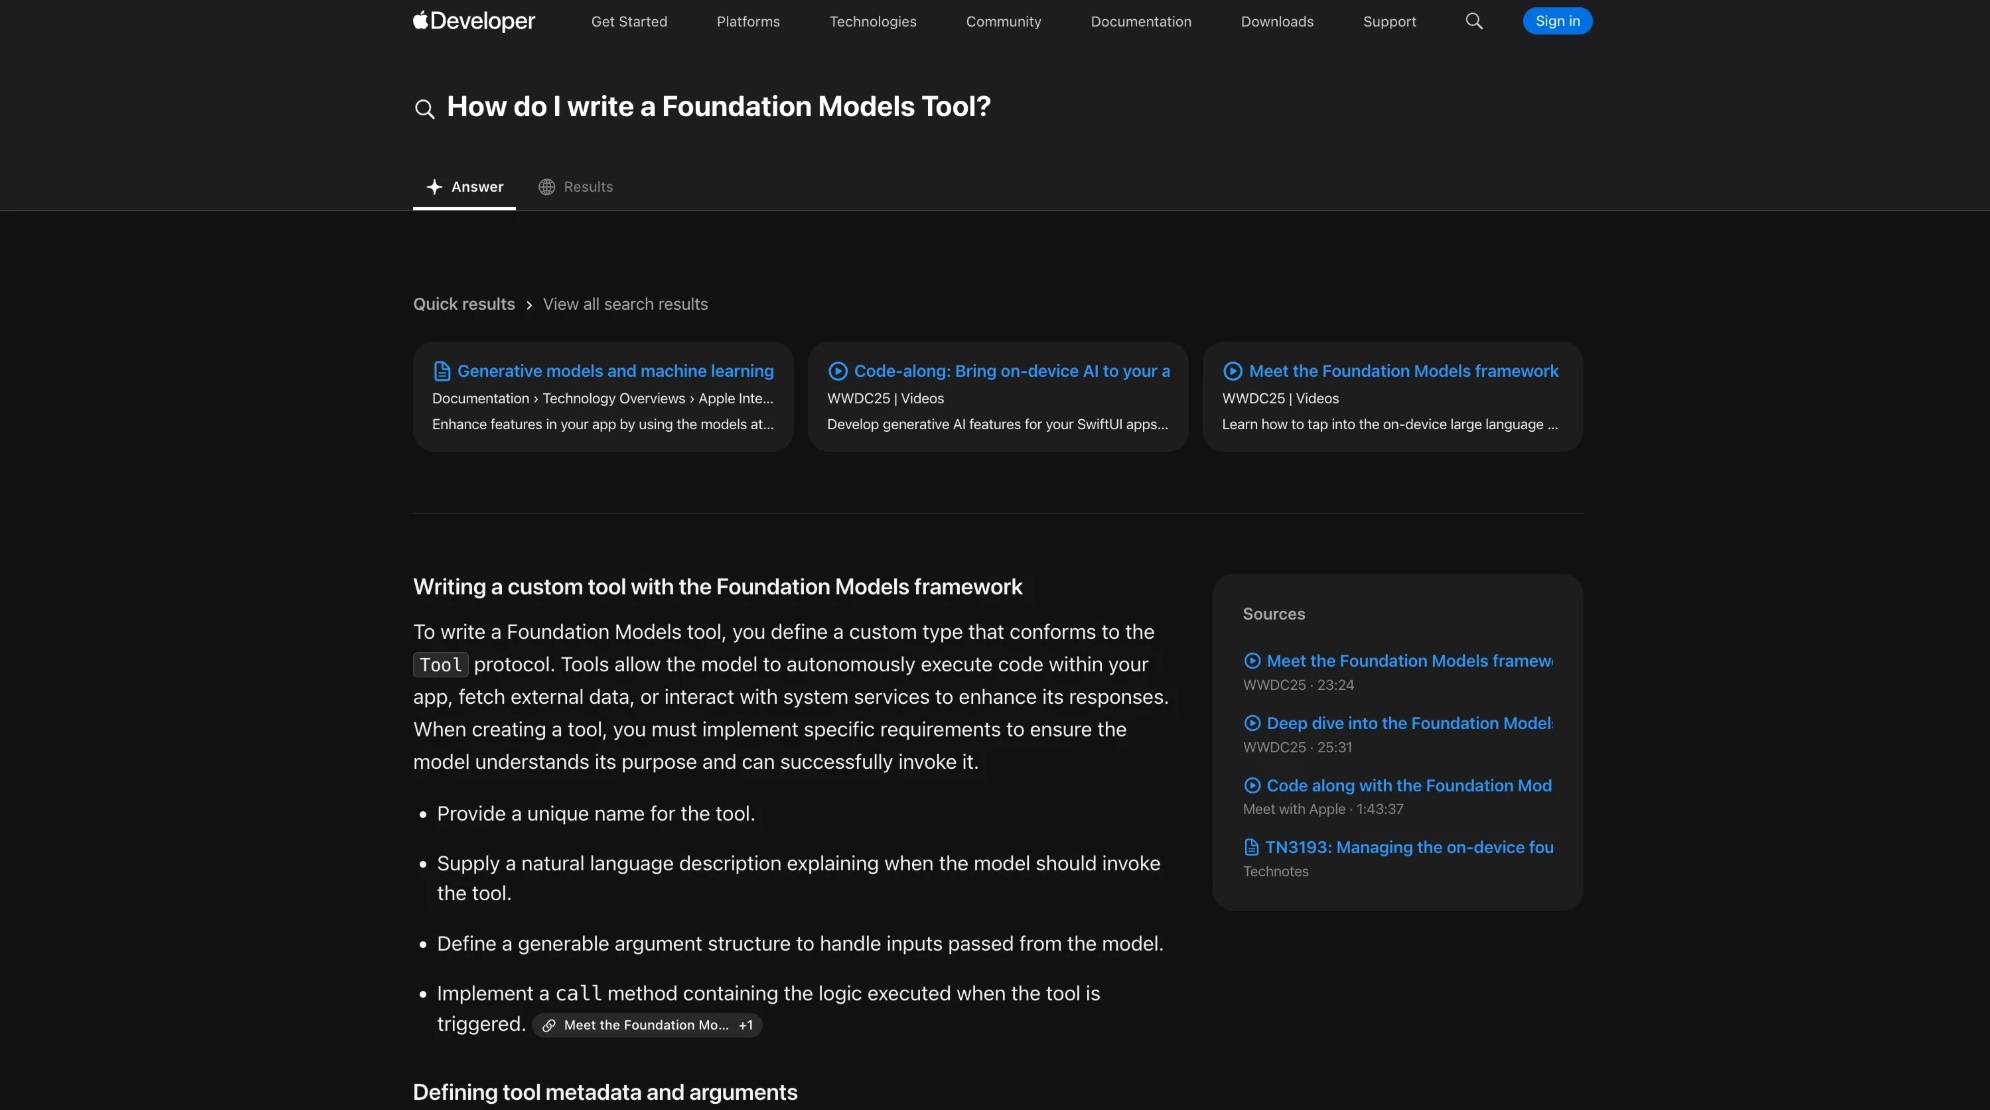 Developer
Get Started
Platforms
Technologies
Community
Documentation
Downloads
Support
Sign in
How do I write a Foundation Models Tool?
Answer
Results
Quick results › View all search results
Generative models and machine learning
Documentation › Technology Overviews › Apple Inte...
Enhance features in your app by using the models at...
Code-along: Bring on-device AI to your a
WWDC25 | Videos
Develop generative AI features for your SwiftUI apps...
Meet the Foundation Models framework
WWDC25 | Videos
Learn how to tap into the on-device large language ...
Writing a custom tool with the Foundation Models framework
To write a Foundation Models tool, you define a custom type that conforms to the
Tool protocol. Tools allow the model to autonomously execute code within your
app, fetch external data, or interact with system services to enhance its responses.
When creating a tool, you must implement specific requirements to ensure the
model understands its purpose and can successfully invoke it.
• Provide a unique name for the tool.
• Supply a natural language description explaining when the model should invoke
the tool.
• Define a generable argument structure to handle inputs passed from the model.
• Implement a call method containing the logic executed when the tool is
triggered. Meet the Foundation Mo... +1
Defining tool metadata and arguments
Sources
Meet the Foundation Models framew
WWDC25 · 23:24
Deep dive into the Foundation Model
WWDC25 · 25:31
Code along with the Foundation Mod
Meet with Apple · 1:43:37
TN3193: Managing the on-device fou
Technotes